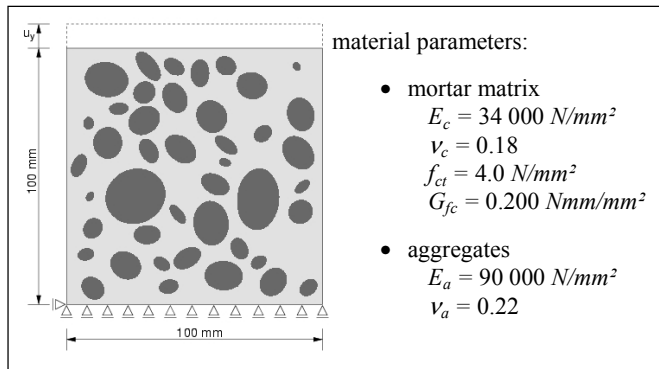 u_y
material parameters:
100 mm
• mortar matrix
E_c = 34 000 N/mm²
ν_c = 0.18
f_ct = 4.0 N/mm²
G_fc = 0.200 Nmm/mm²
• aggregates
E_a = 90 000 N/mm²
ν_a = 0.22
100 mm